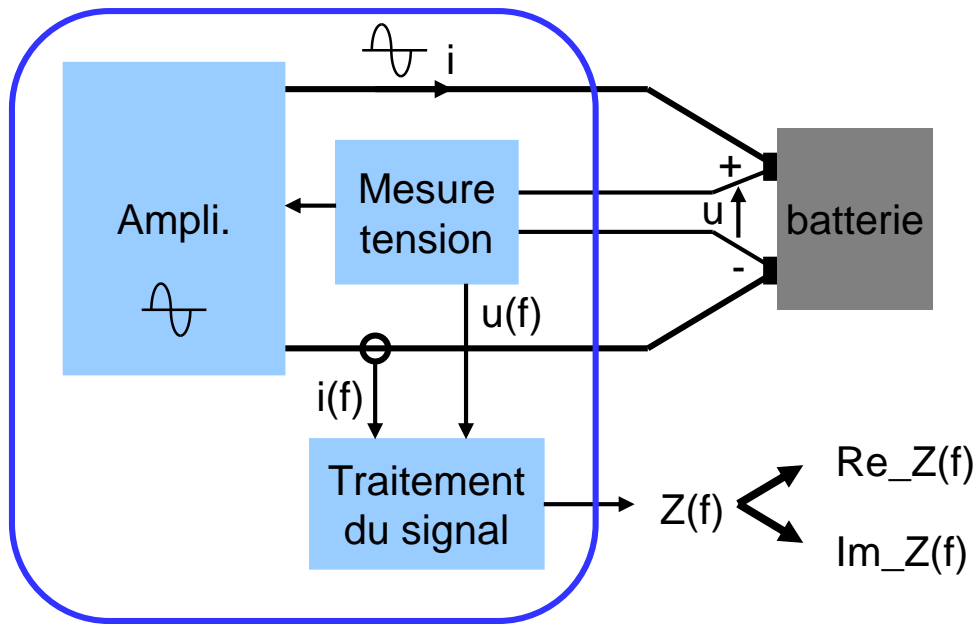 i
Ampli.
Mesure
tension
+
u
-
batterie
u(f)
i(f)
Traitement
du signal
Z(f)
Re_Z(f)
Im_Z(f)